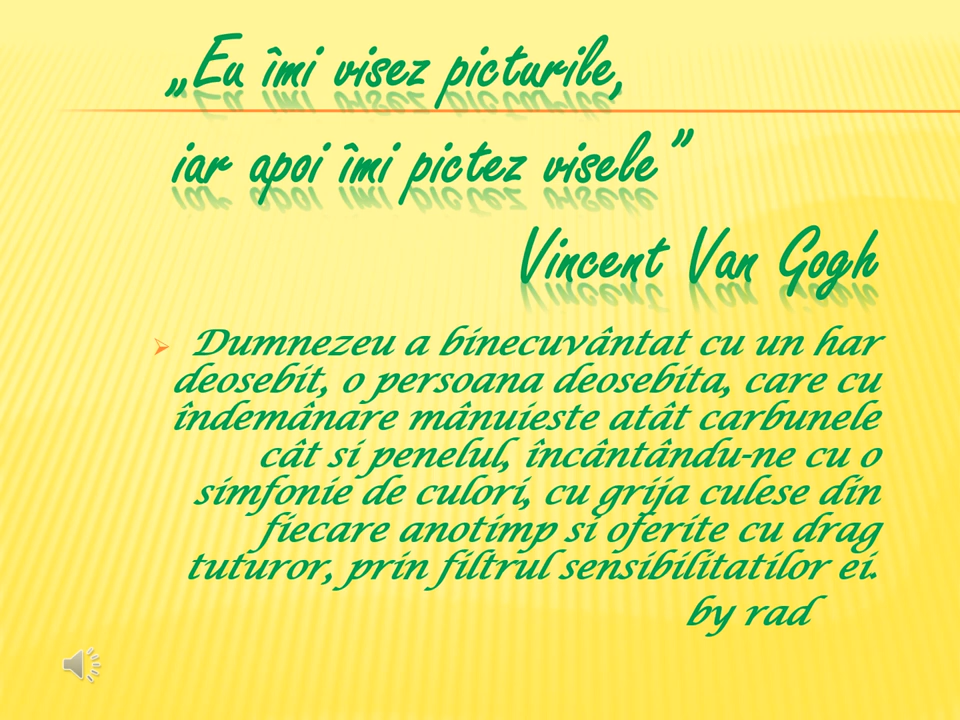 „Eu îmi visez picturile,
iar apoi îmi pictez visele”
Vincent Van Gogh
Dumnezeu a binecuvântat cu un har
deosebit, o persoana deosebita, care cu
îndemânare mânuieste atât carbunele
cât si penelul, încântându-ne cu o
simfonie de culori, cu grija culese din
fiecare anotimp si oferite cu drag
tuturor, prin filtrul sensibilitatilor ei.
by rad